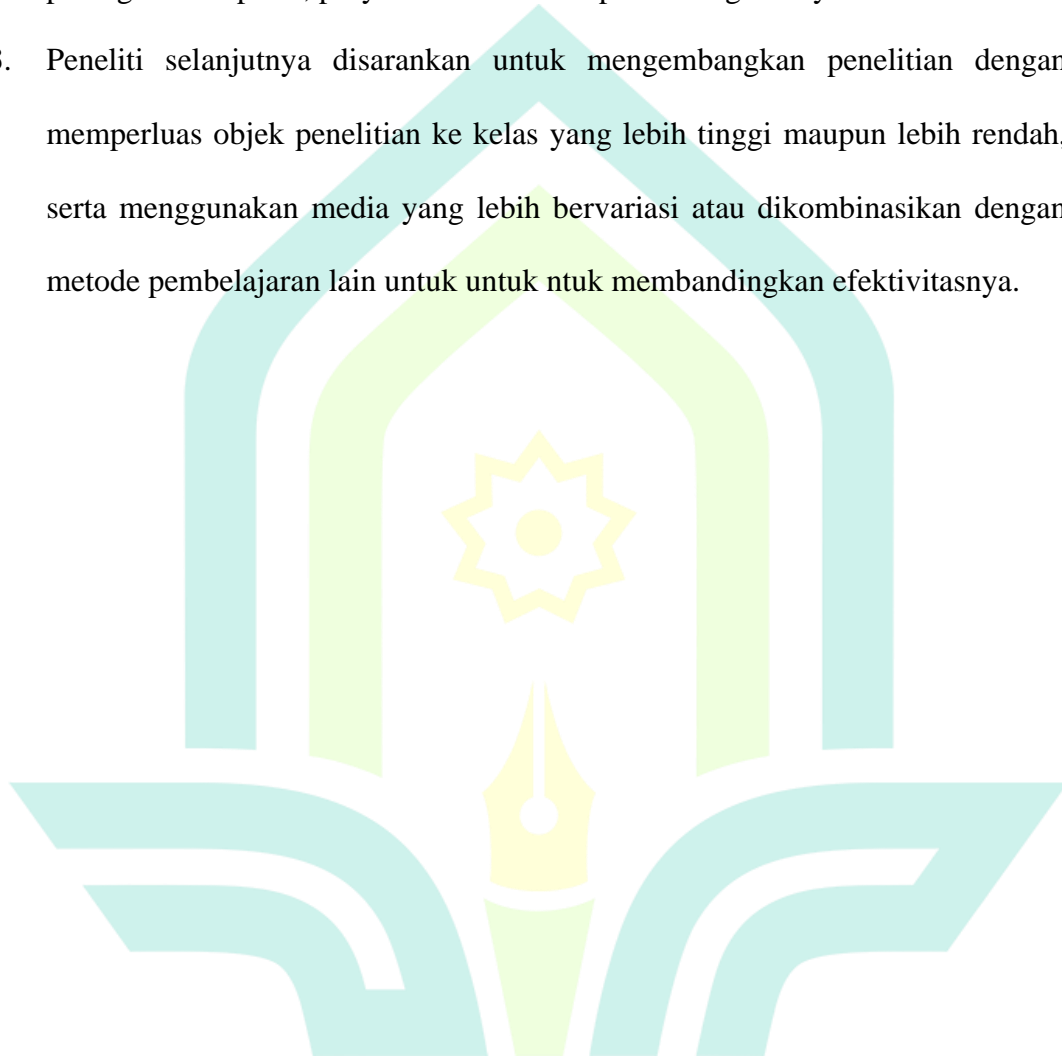 3. Peneliti selanjutnya disarankan untuk mengembangkan penelitian dengan
memperluas objek penelitian ke kelas yang lebih tinggi maupun lebih rendah,
serta menggunakan media yang lebih bervariasi atau dikombinasikan dengan
metode pembelajaran lain untuk untuk ntuk membandingkan efektivitasnya.